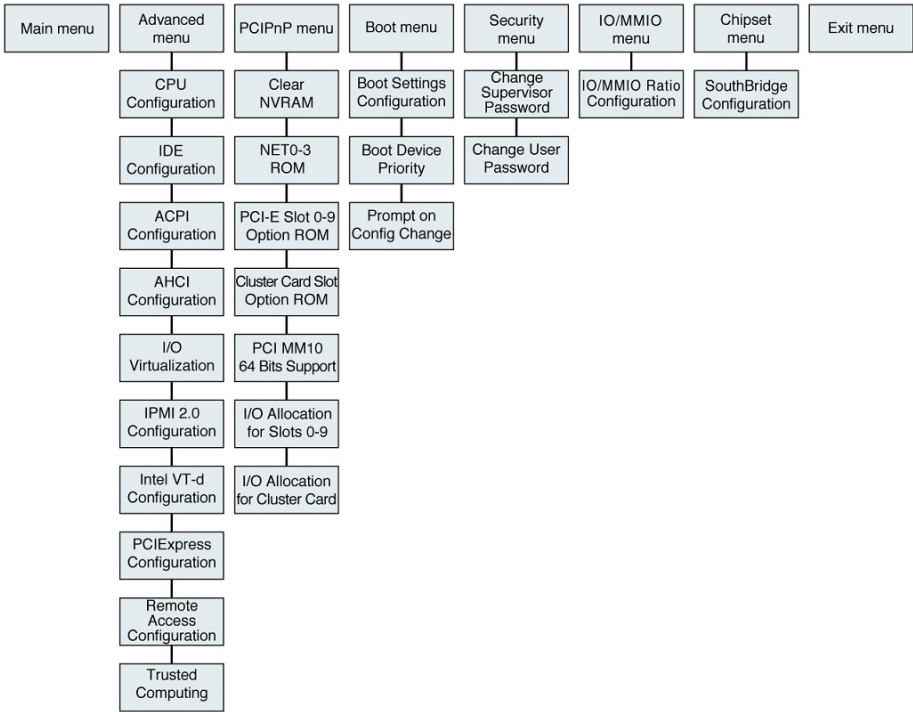 Main menu
Advanced
menu
PCIPnP menu
Boot menu
Security
menu
IO/MMIO
menu
Chipset
menu
Exit menu
CPU
Configuration
IDE
Configuration
ACPI
Configuration
AHCI
Configuration
I/O
Virtualization
IPMI 2.0
Configuration
Intel VT-d
Configuration
PCIExpress
Configuration
Remote
Access
Configuration
Trusted
Computing
Clear
NVRAM
NET0-3
ROM
PCI-E Slot 0-9
Option ROM
Cluster Card Slot
Option ROM
PCI MM10
64 Bits Support
I/O Allocation
for Slots 0-9
I/O Allocation
for Cluster Card
Boot Settings
Configuration
Boot Device
Priority
Prompt on
Config Change
Change
Supervisor
Password
Change User
Password
IO/MMIO Ratio
Configuration
SouthBridge
Configuration